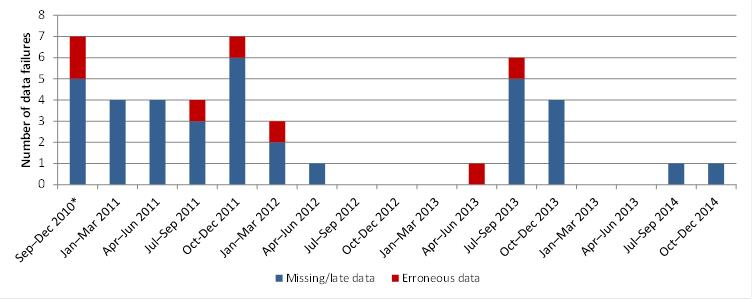 8
7
6
5
4
3
2
1
0
Number of data failures
Sep–Dec 2010*
Jan–Mar 2011
Apr–Jun 2011
Jul–Sep 2011
Oct-Dec 2011
Jan–Mar 2012
Apr–Jun 2012
Jul–Sep 2012
Oct-Dec 2012
Jan–Mar 2013
Apr–Jun 2013
Jul–Sep 2013
Oct–Dec 2013
Jan–Mar 2013
Apr–Jun 2013
Jul–Sep 2014
Oct–Dec 2014
Missing/late data Erroneous data